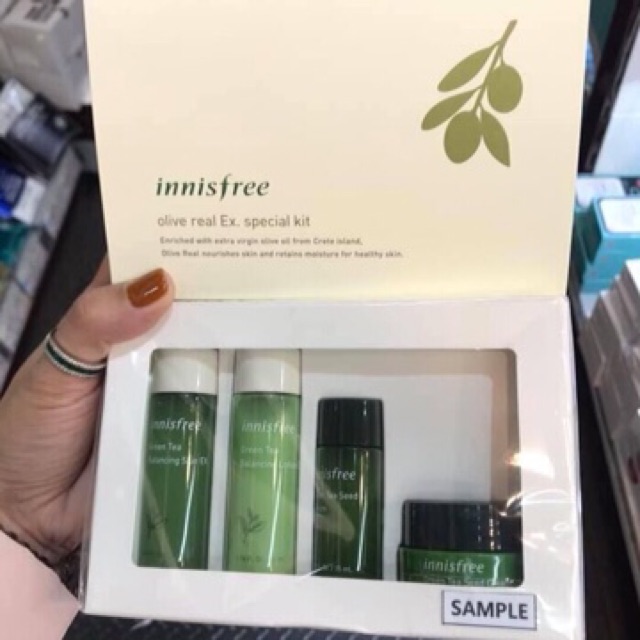 innisfree
olive real Ex. special kit
Enriched with extra virgin olive oil from Crete island,
Olive Real nourishes skin and retains moisture for healthy skin.
innisfree
Green Tea
Balancing Skin EX
innisfree
Green Tea
Balancing Lotion
innisfree
Seed
innisfree
SAMPLE